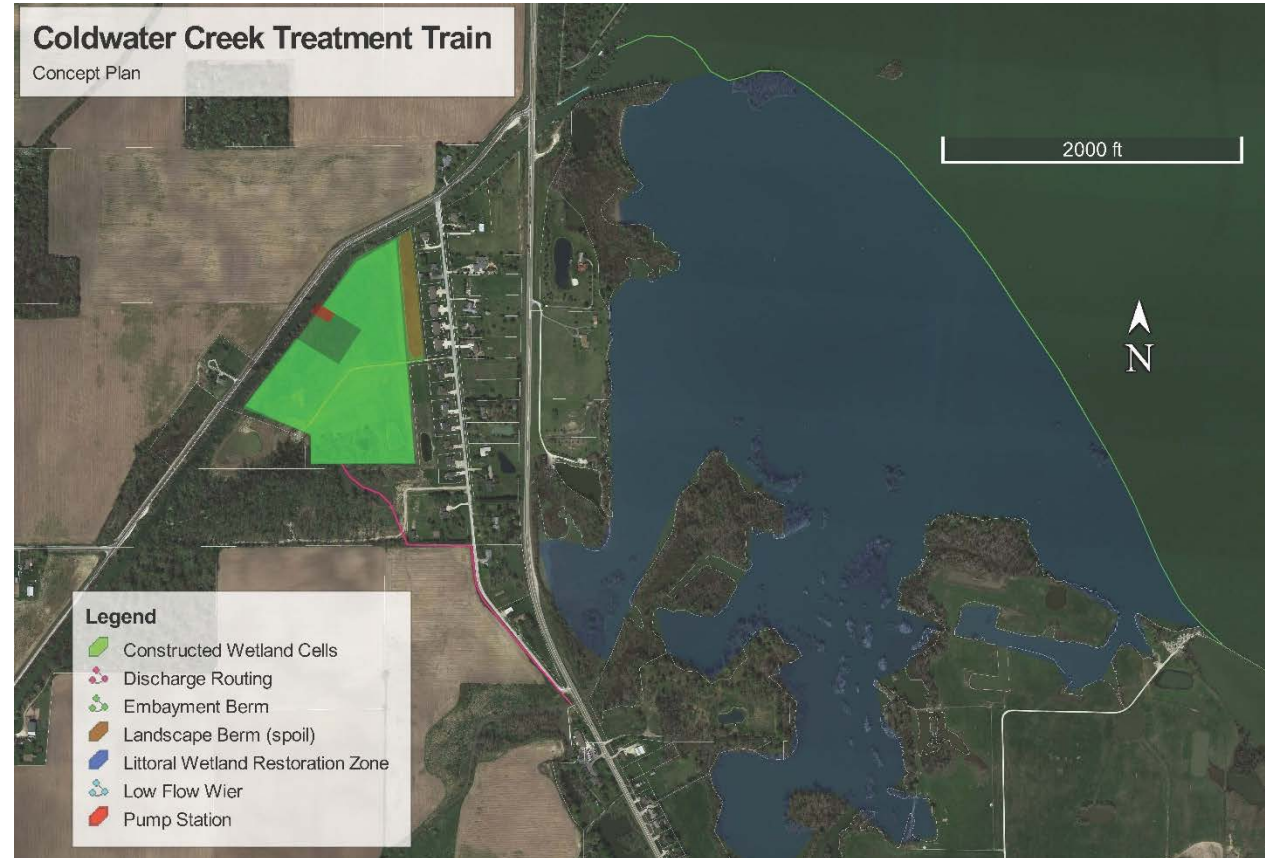 Coldwater Creek Treatment Train
Concept Plan
2000 ft
N
Legend
Constructed Wetland Cells
Discharge Routing
Embayment Berm
Landscape Berm (spoil)
Littoral Wetland Restoration Zone
Low Flow Wier
Pump Station